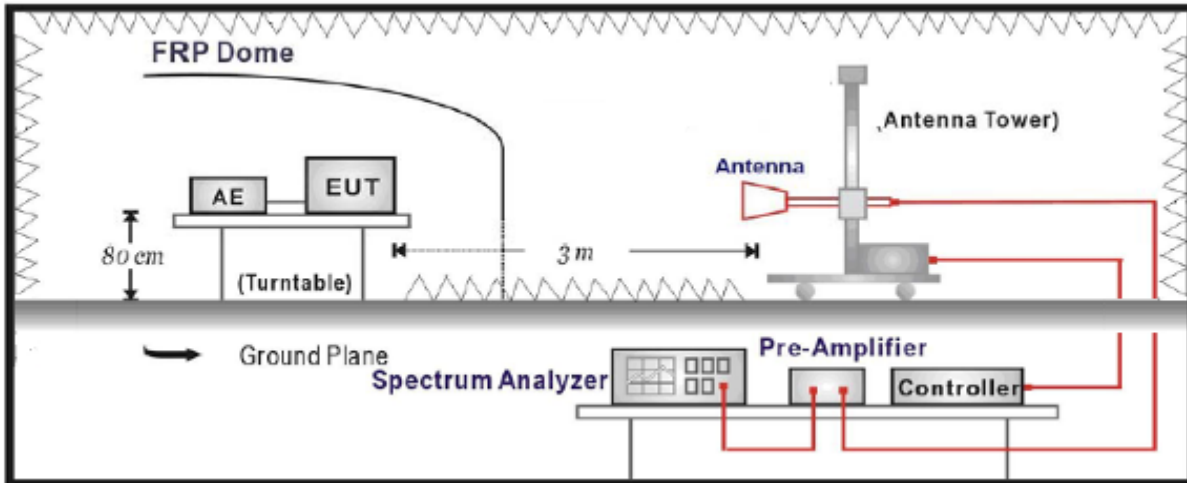 FRP Dome
(Antenna Tower)
Antenna
AE
EUT
80 cm
3 m
(Turntable)
Ground Plane
Pre-Amplifier
Spectrum Analyzer
Controller